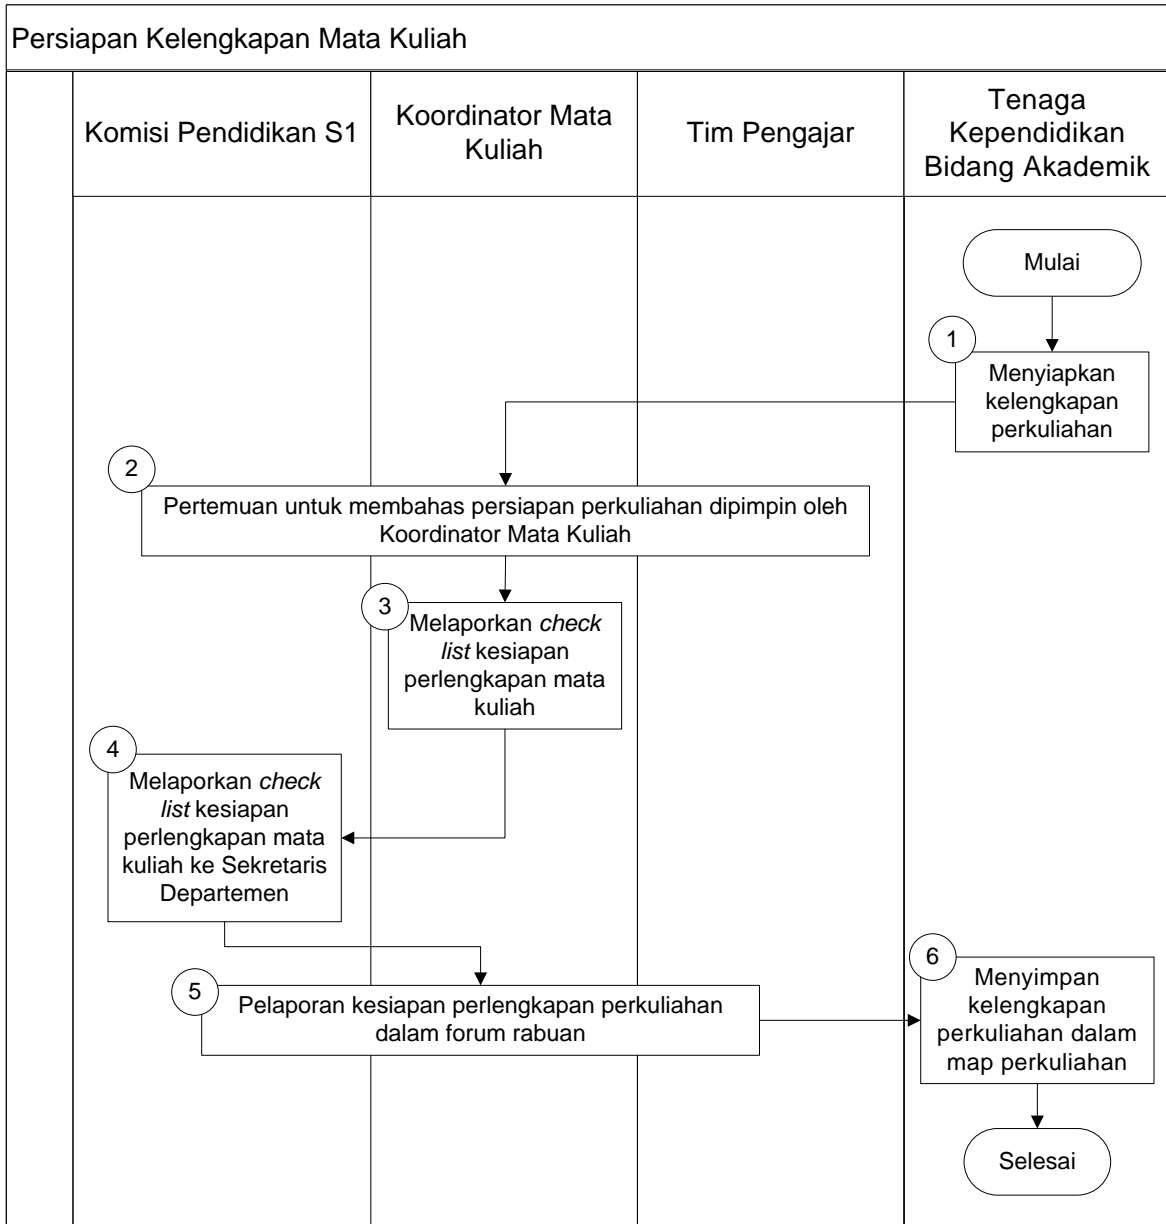 Persiapan Kelengkapan Mata Kuliah
Komisi Pendidikan S1
Koordinator Mata
Kuliah
Tim Pengajar
Tenaga
Kependidikan
Bidang Akademik
Mulai
1
Menyiapkan
kelengkapan
perkuliahan
2
Pertemuan untuk membahas persiapan perkuliahan dipimpin oleh
Koordinator Mata Kuliah
3
Melaporkan check
list kesiapan
perlengkapan mata
kuliah
4
Melaporkan check
list kesiapan
perlengkapan mata
kuliah ke Sekretaris
Departemen
5
Pelaporan kesiapan perlengkapan perkuliahan
dalam forum rabuan
6
Menyimpan
kelengkapan
perkuliahan dalam
map perkuliahan
Selesai